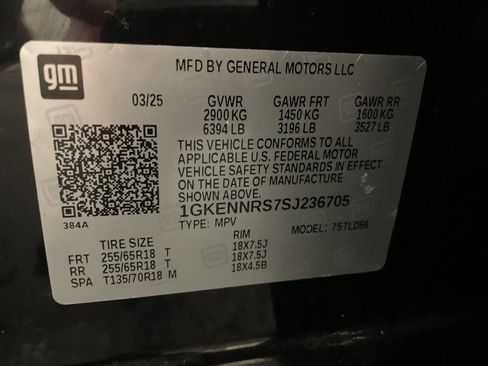 gm
MFD BY GENERAL MOTORS LLC
03/25 GVWR GAWR FRT GAWR RR
2900 KG 1450 KG 1600 KG
6394 LB 3196 LB 3527 LB
THIS VEHICLE CONFORMS TO ALL
APPLICABLE U.S. FEDERAL MOTOR
VEHICLE SAFETY STANDARDS IN EFFECT
ON THE DATE OF MANUFACTURE
SHOWN ABOVE.
384A
1GKENNRS7SJ236705
TYPE: MPV MODEL: 75TLD56
TIRE SIZE RIM
FRT 255/65R18 T 18X7.5J
RR 255/65R18 T 18X7.5J
SPA T135/70R18 M 18X4.5B